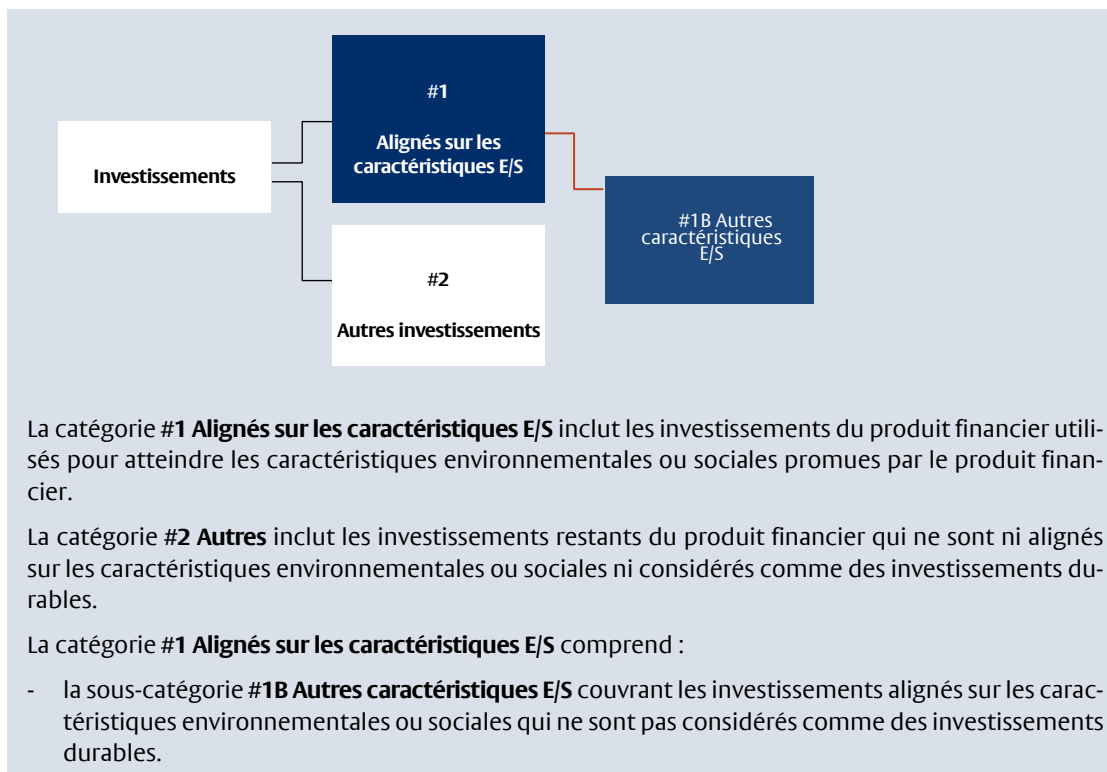 #1
Alignés sur les
caractéristiques E/S
Investissements
#1B Autres
caractéristiques
E/S
#2
Autres investissements
La catégorie #1 Alignés sur les caractéristiques E/S inclut les investissements du produit financier utili-
sés pour atteindre les caractéristiques environnementales ou sociales promues par le produit finan-
cier.
La catégorie #2 Autres inclut les investissements restants du produit financier qui ne sont ni alignés
sur les caractéristiques environnementales ou sociales ni considérés comme des investissements du-
rables.
La catégorie #1 Alignés sur les caractéristiques E/S comprend :
- la sous-catégorie #1B Autres caractéristiques E/S couvrant les investissements alignés sur les carac-
téristiques environnementales ou sociales qui ne sont pas considérés comme des investissements
durables.